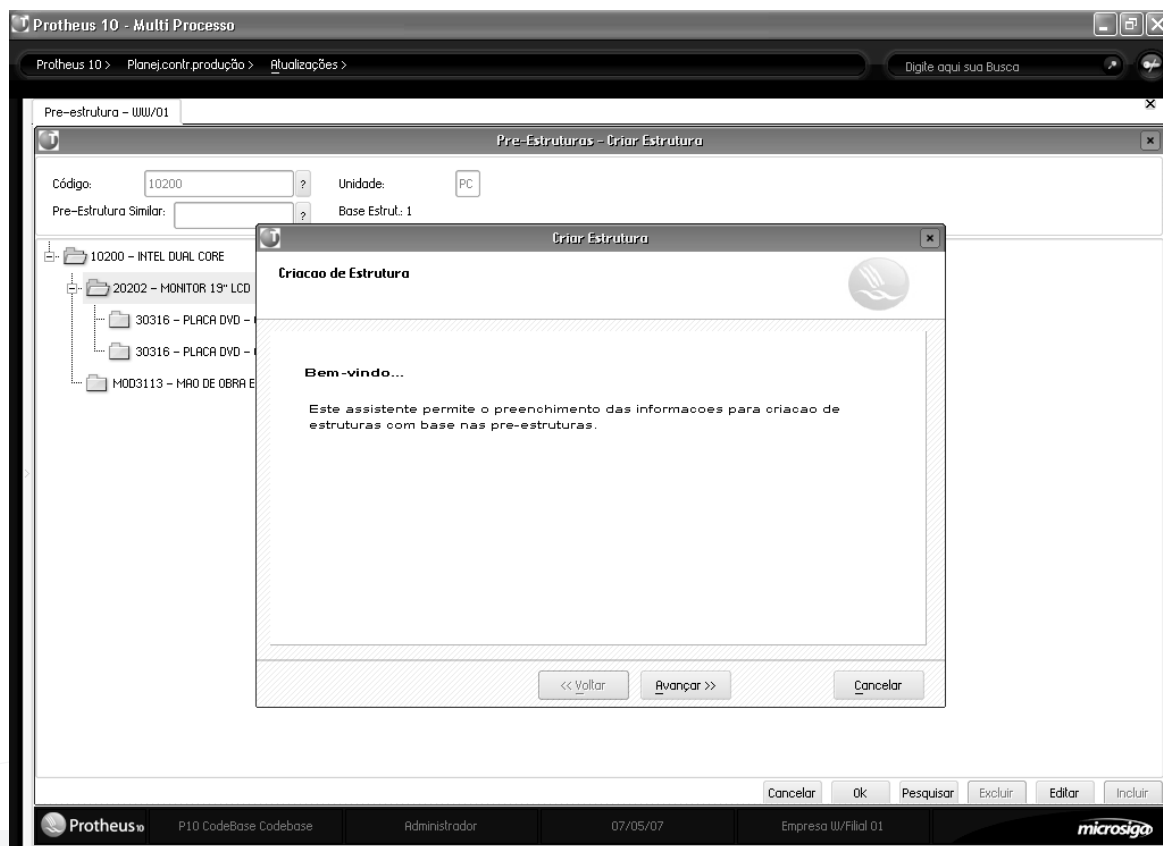 Protheus 10 - Multi Processo
Protheus 10 > Planej.contr.produção > Atualizações >
Digite aqui sua Busca
Pre-estrutura - WW/01
Pre-Estruturas - Criar Estrutura
Código: 10200 ? Unidade: PC
Pre-Estrutura Similar: ? Base Estrut.: 1
Criar Estrutura
10200 - INTEL DUAL CORE
Criacao de Estrutura
20202 - MONITOR 19" LCD
30316 - PLACA DVD -
30316 - PLACA DVD -
MOD3113 - MAO DE OBRA E
Bem-vindo...
Este assistente permite o preenchimento das informacoes para criacao de
estruturas com base nas pre-estruturas.
<< Voltar Avançar >> Cancelar
Cancelar Ok Pesquisar Excluir Editar Incluir
Protheus10 P10 CodeBase Codebase Administrador 07/05/07 Empresa W/Filial 01 microsiga